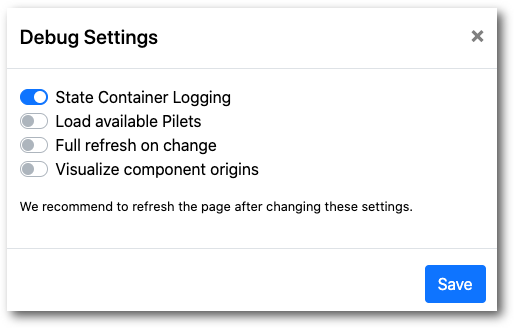 Debug Settings
State Container Logging
Load available Pilets
Full refresh on change
Visualize component origins
We recommend to refresh the page after changing these settings.
Save